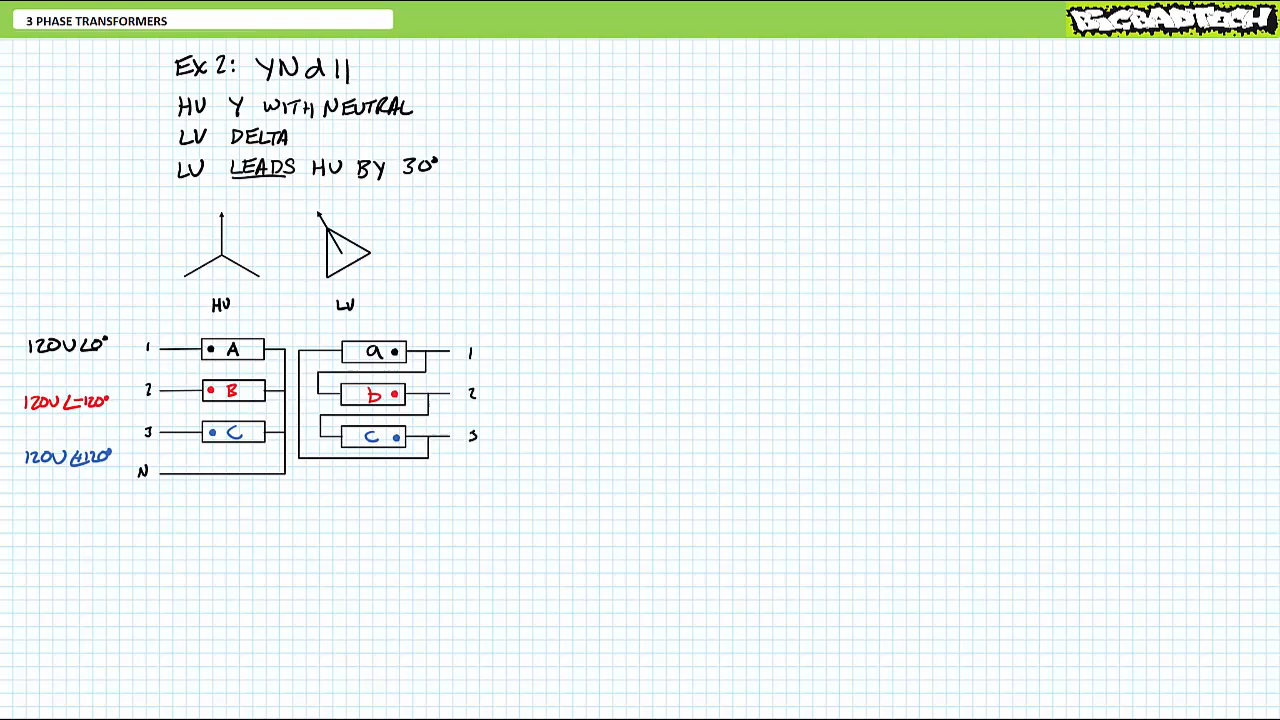 3 PHASE TRANSFORMERS
BIGBADTECH
Ex 2: YNd11
HV Y WITH NEUTRAL
LV DELTA
LV LEADS HV BY 30°
HV LV
120V∠0° 1 A a 1
120V∠-120° 2 B b 2
3 C c 3
120V∠+120°
N